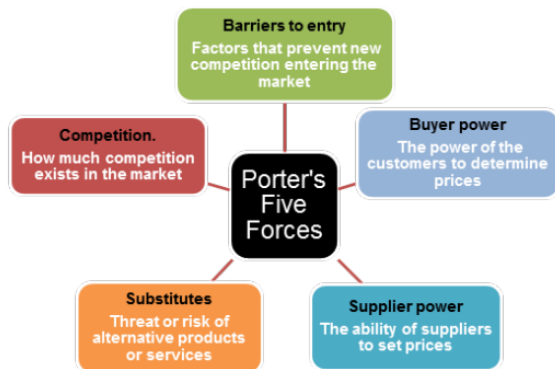 Barriers to entry
Factors that prevent new
competition entering the
market
Competition.
How much competition
exists in the market
Buyer power
The power of the
customers to determine
prices
Porter's
Five
Forces
Substitutes
Threat or risk of
alternative products
or services
Supplier power
The ability of suppliers
to set prices